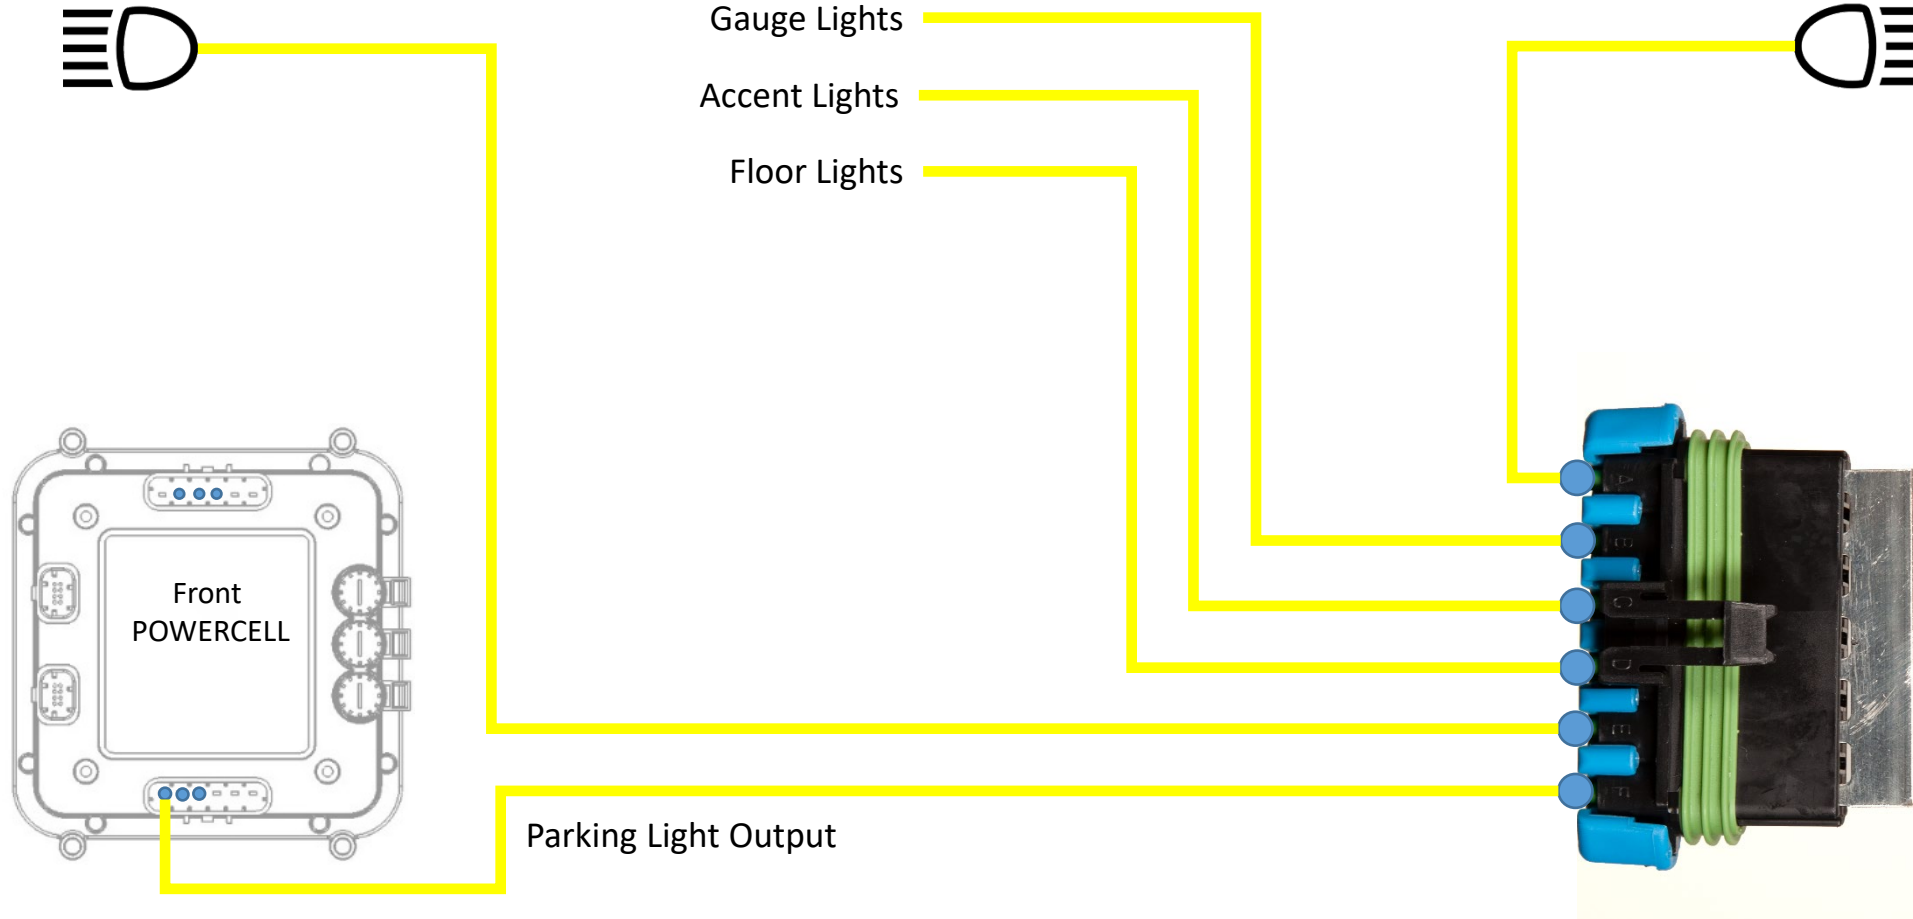 Gauge Lights
Accent Lights
Floor Lights
A
B
C
D
E
F
Front
POWERCELL
Parking Light Output